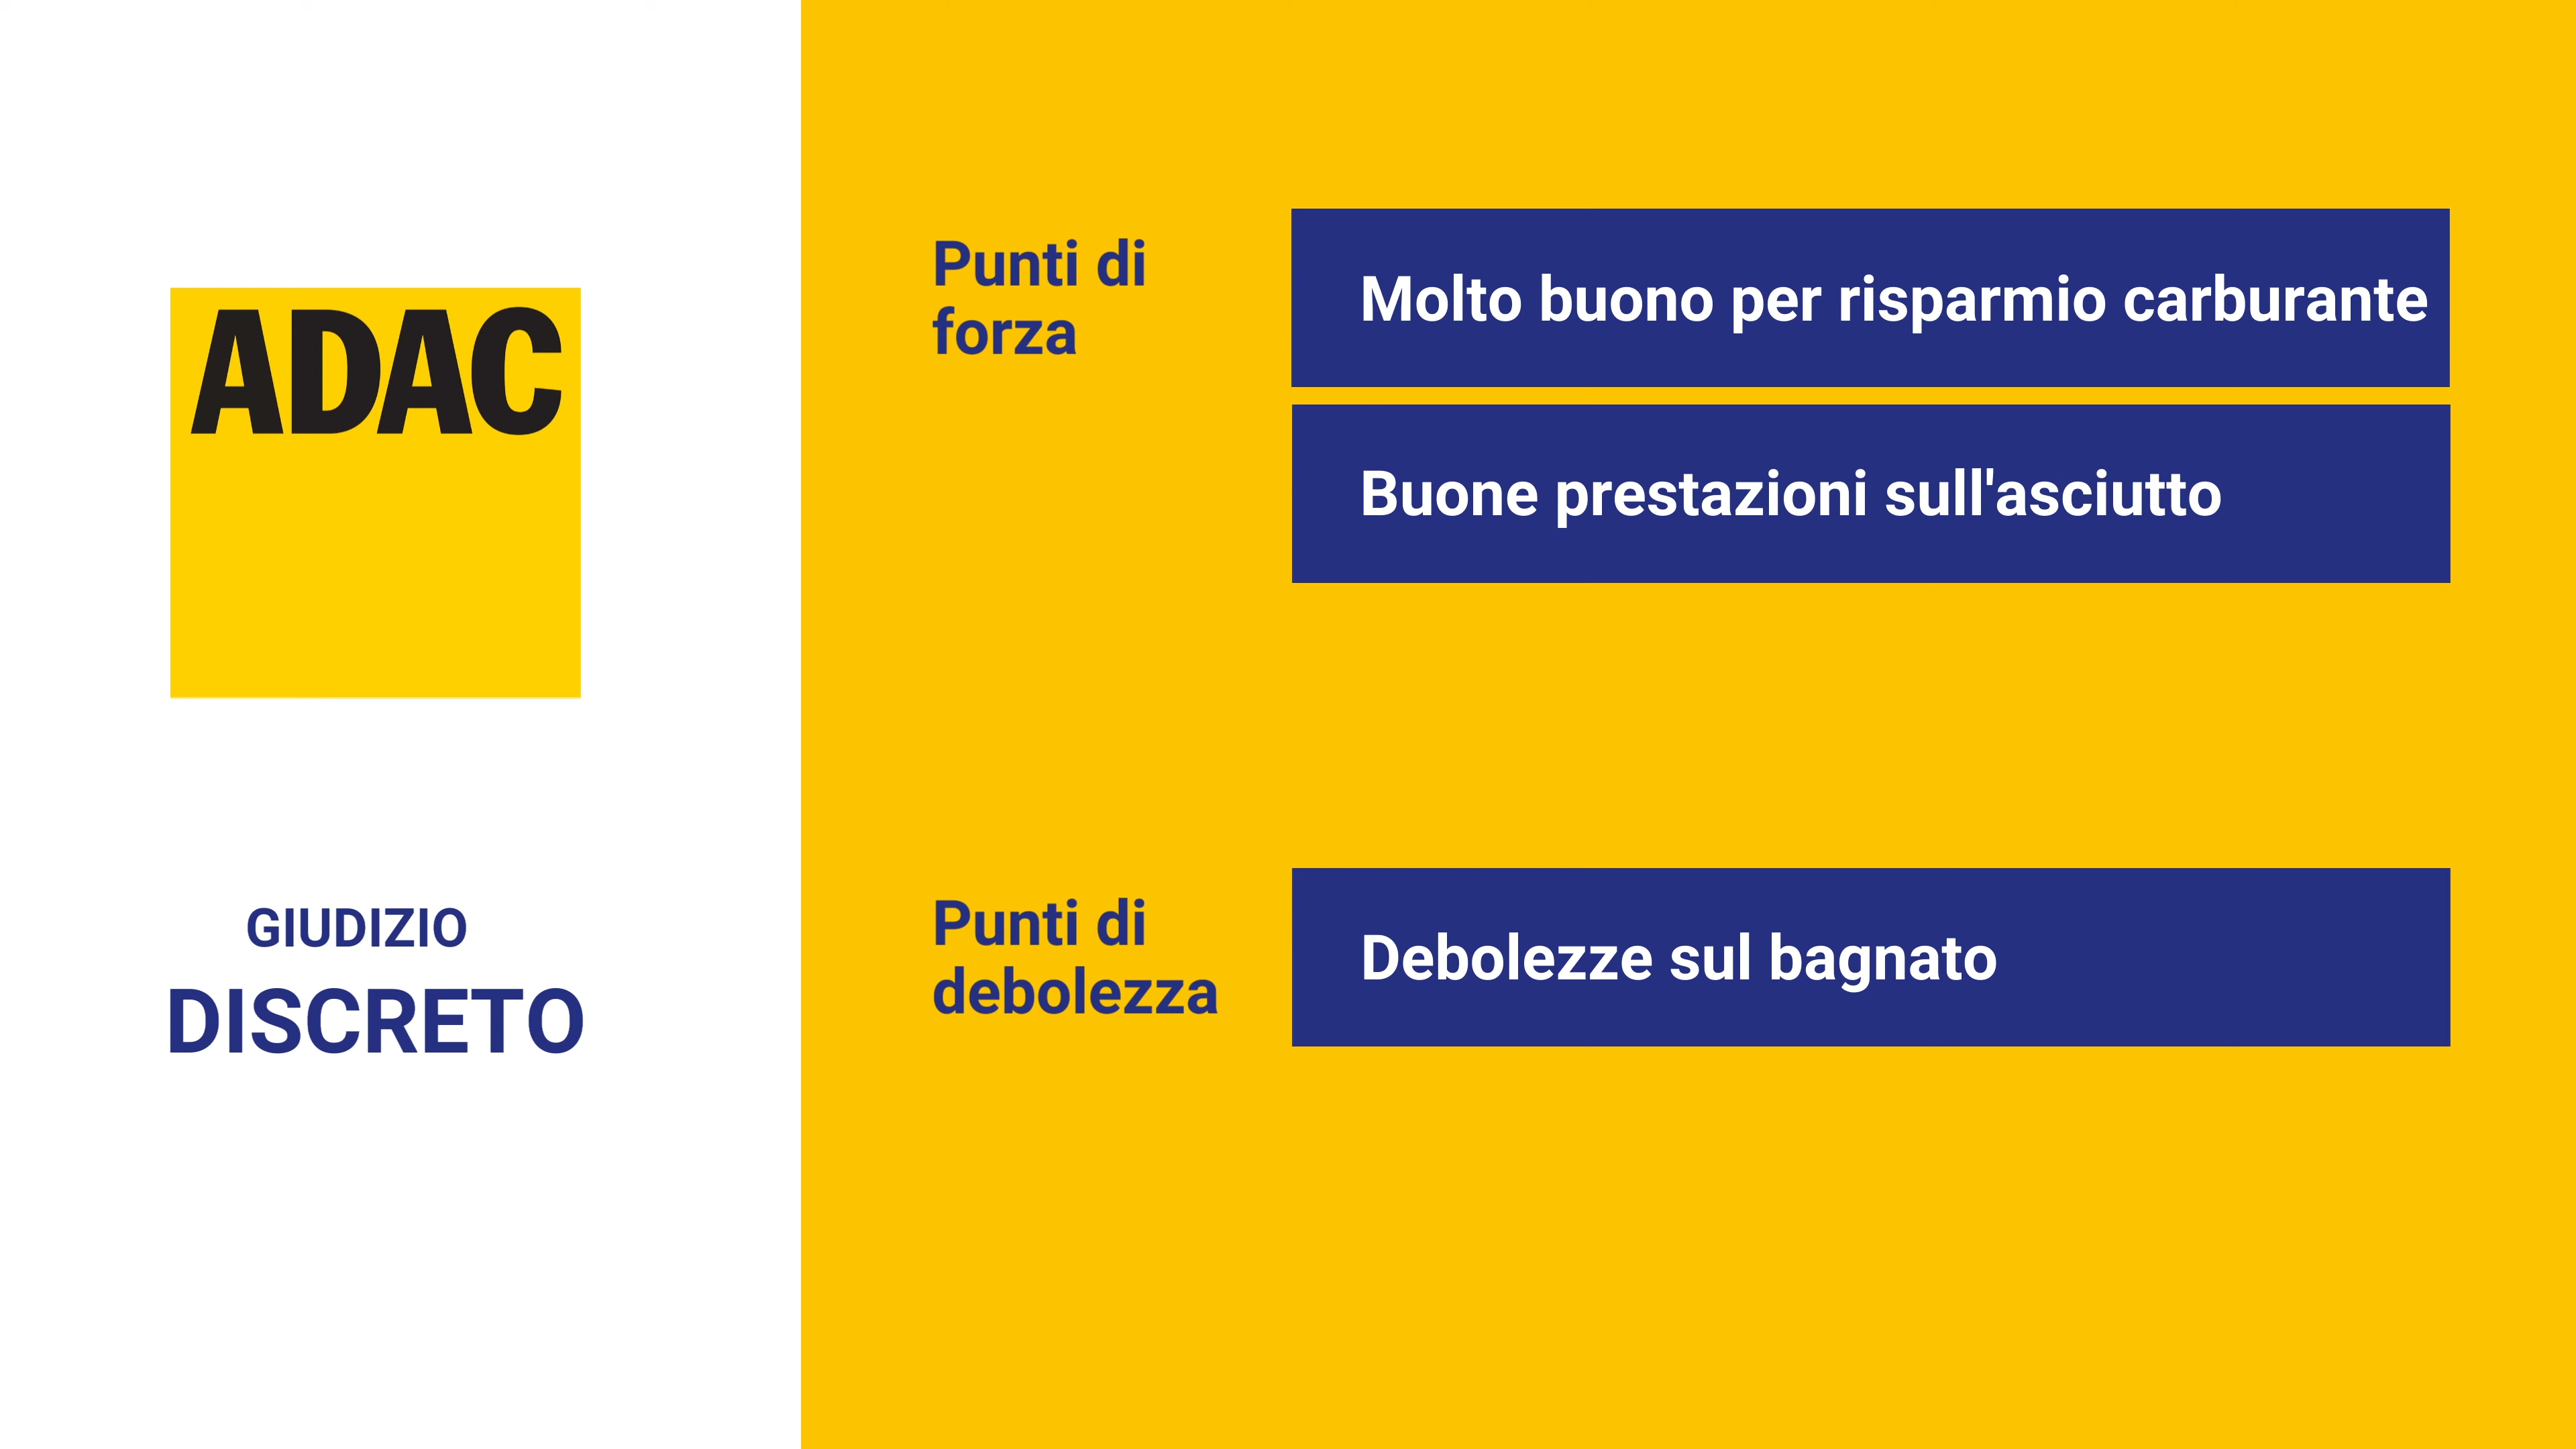 ADAC
GIUDIZIO
DISCRETO
Punti di
forza
Molto buono per risparmio carburante
Buone prestazioni sull'asciutto
Punti di
debolezza
Debolezze sul bagnato